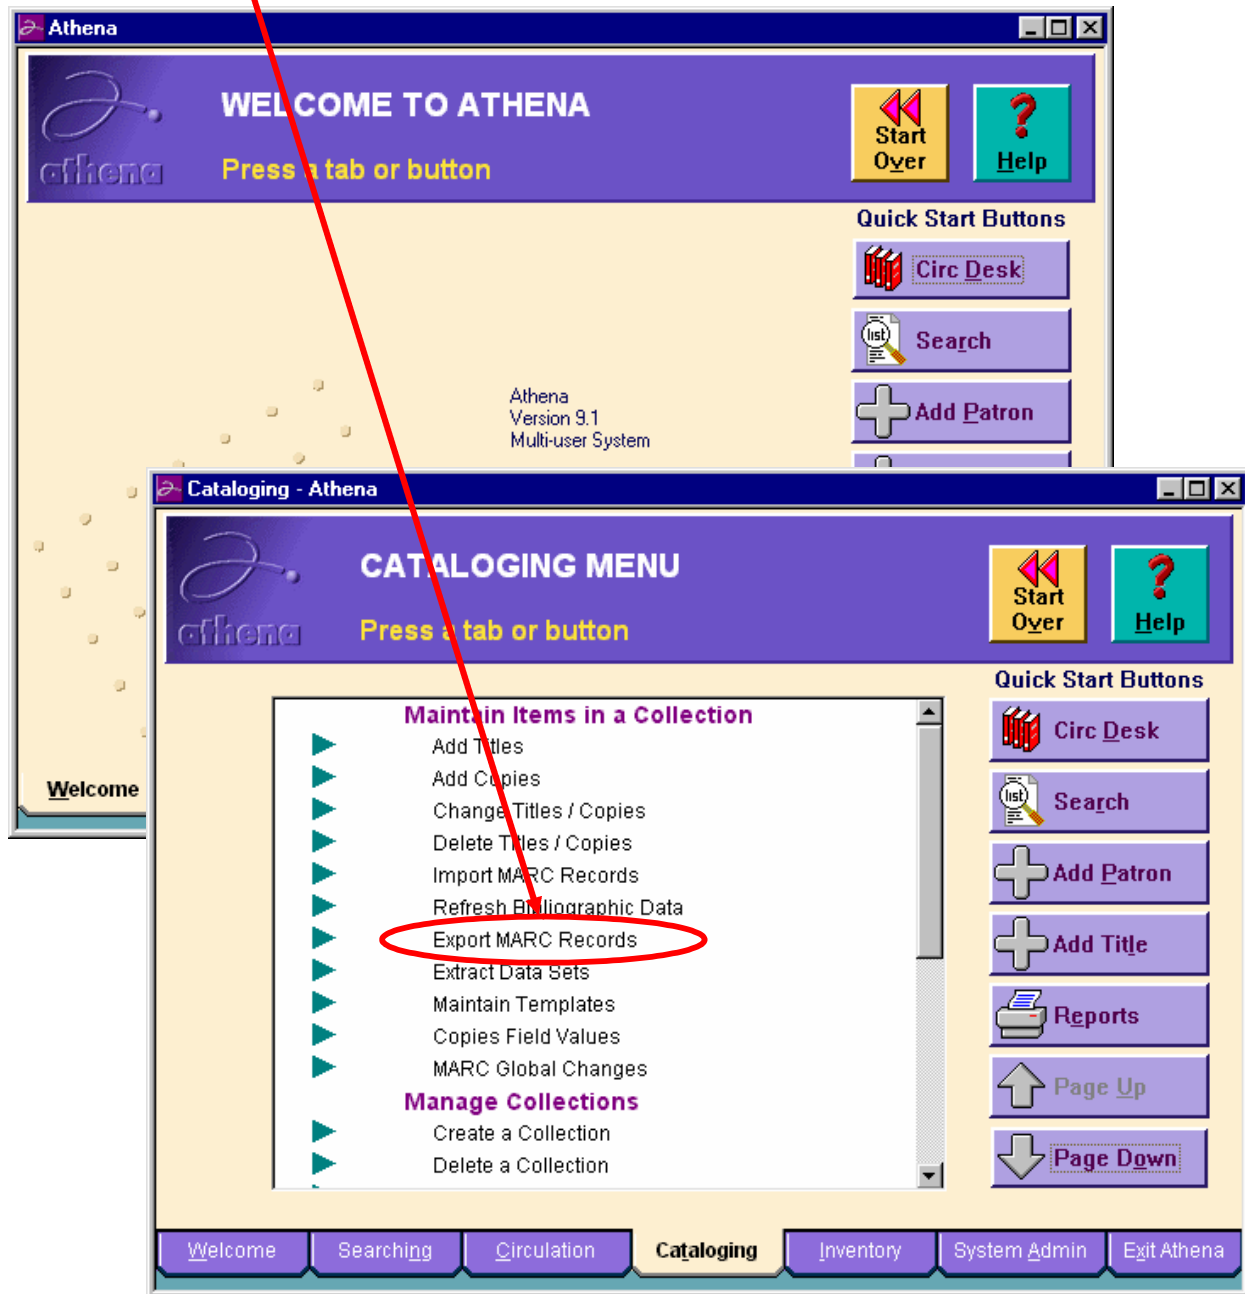 Athena
WELCOME TO ATHENA
Press a tab or button
athena
Start
Over
Help
Quick Start Buttons
Circ Desk
list
Search
Add Patron
Athena
Version 9.1
Multi-user System
Welcome
Cataloging - Athena
CATALOGING MENU
Press a tab or button
athena
Start
Over
Help
Quick Start Buttons
Maintain Items in a Collection
Add Titles
Add Copies
Change Titles / Copies
Delete Titles / Copies
Import MARC Records
Refresh Bibliographic Data
Export MARC Records
Extract Data Sets
Maintain Templates
Copies Field Values
MARC Global Changes
Manage Collections
Create a Collection
Delete a Collection
Circ Desk
list
Search
Add Patron
Add Title
Reports
Page Up
Page Down
Welcome
Searching
Circulation
Cataloging
Inventory
System Admin
Exit Athena